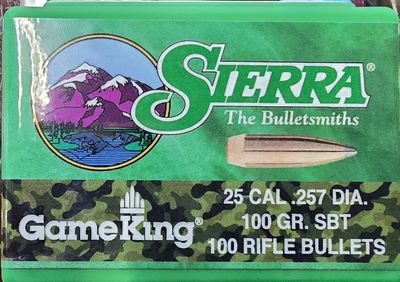 SIERRA®
The Bulletsmiths
GameKing®
25 CAL .257 DIA.
100 GR. SBT
100 RIFLE BULLETS